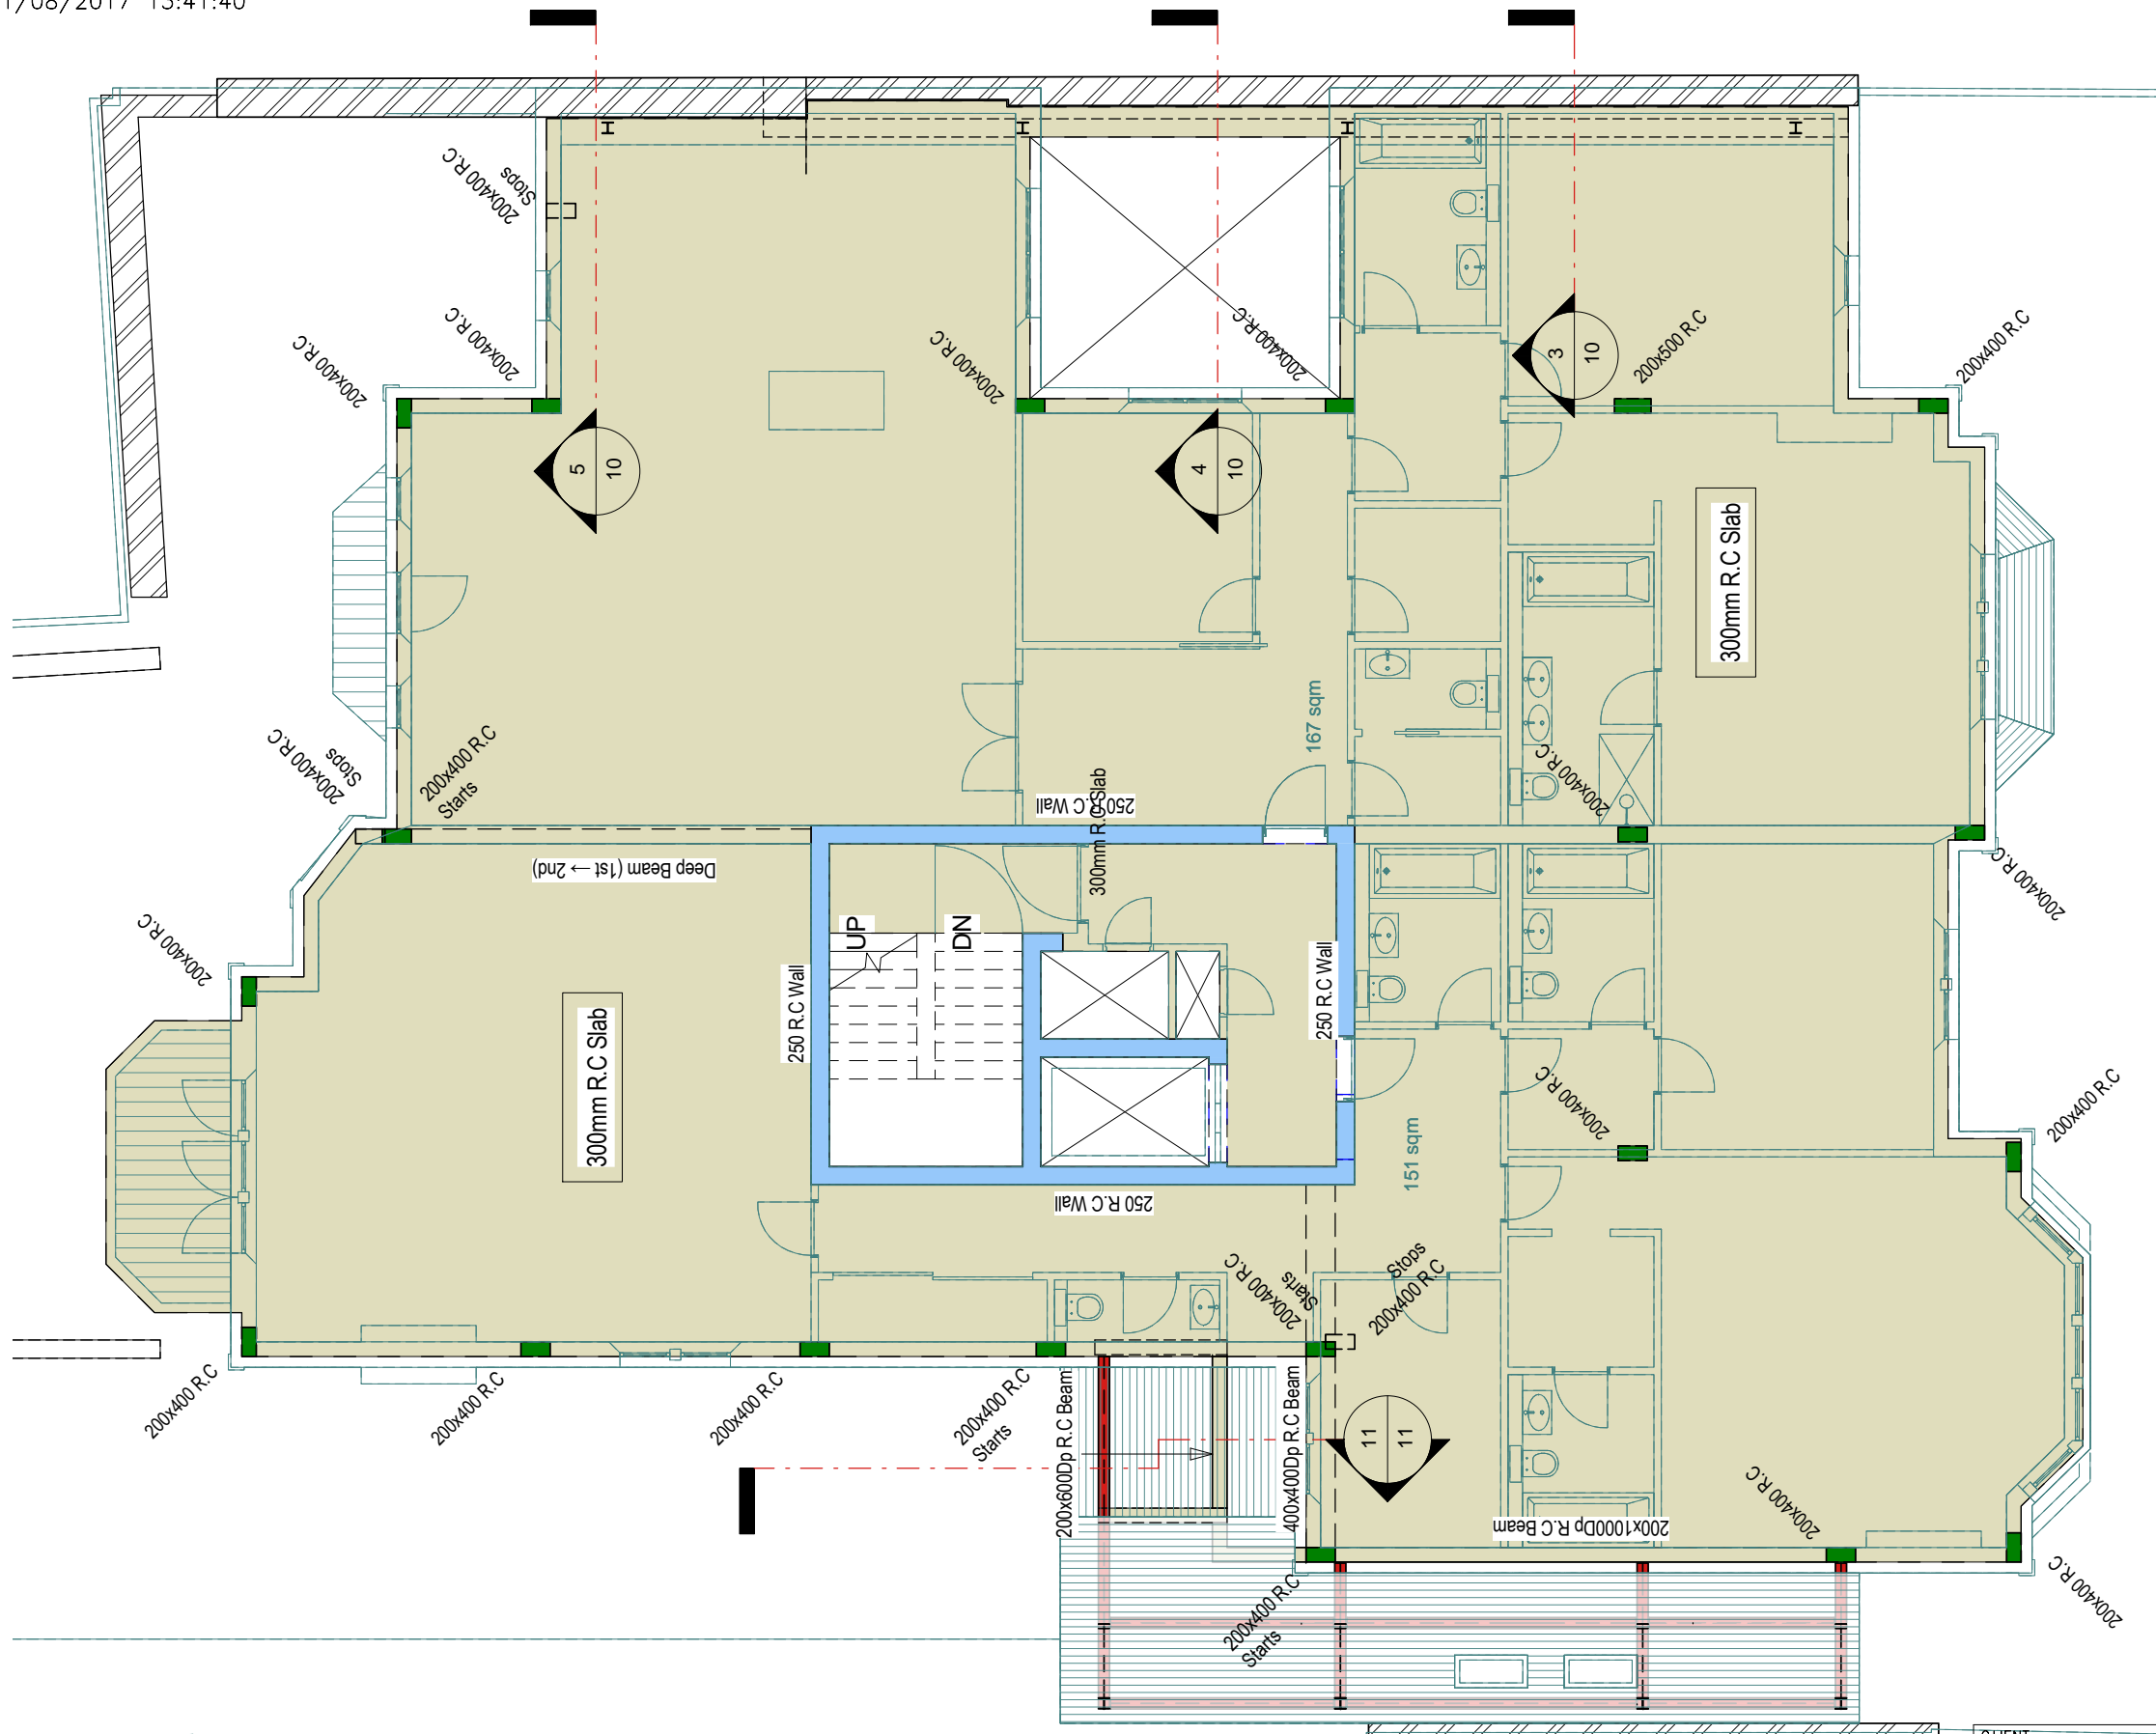 1/08/2017 15:41:40
200x400 R.C
Stops
200x400 R.C
200x400 R.C
200x400 R.C
200x400 R.C
3
10
200x500 R.C
200x400 R.C
5
10
4
10
300mm R.C Slab
167 sqm
200x400 R.C
Stops
200x400 R.C
Starts
200x400 R.C
250 R.C Wall
300mm R.C Slab
Deep Beam (1st → 2nd)
200x400 R.C
200x400 R.C
UP
DN
250 R.C Wall
250 R.C Wall
300mm R.C Slab
200x400 R.C
200x400 R.C
151 sqm
250 R.C Wall
200x400 R.C
Starts
Stops
200x400 R.C
200x400 R.C
200x400 R.C
200x400 R.C
200x400 R.C
Starts
200x600Dp R.C Beam
400x400Dp R.C Beam
11
11
200x1000Dp R.C Beam
200x400 R.C
200x400 R.C
200x400 R.C
Starts